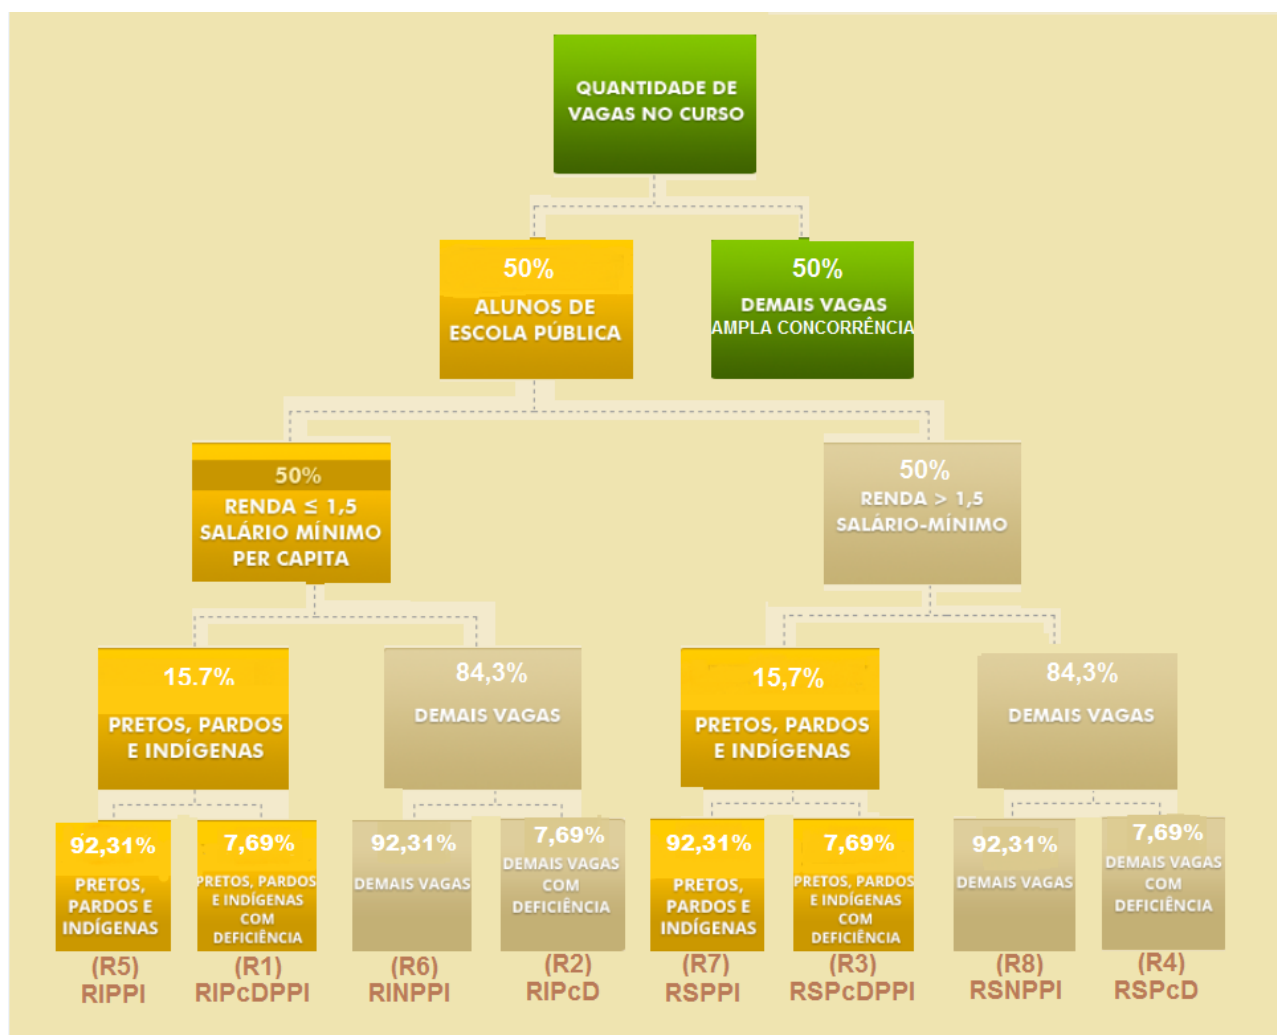 QUANTIDADE DE
VAGAS NO CURSO
50%
ALUNOS DE
ESCOLA PÚBLICA
50%
DEMAIS VAGAS
AMPLA CONCORRÊNCIA
50%
RENDA ≤ 1,5
SALÁRIO MÍNIMO
PER CAPITA
50%
RENDA > 1,5
SALÁRIO-MÍNIMO
15.7%
PRETOS, PARDOS
E INDÍGENAS
84,3%
DEMAIS VAGAS
15,7%
PRETOS, PARDOS
E INDÍGENAS
84,3%
DEMAIS VAGAS
92,31%
PRETOS,
PARDOS E
INDÍGENAS
(R5)
RIPPI
7,69%
PRETOS, PARDOS
E INDÍGENAS
COM
DEFICIÊNCIA
(R1)
RIPcDPPI
92,31%
DEMAIS VAGAS
(R6)
RINPPI
7,69%
DEMAIS VAGAS
COM
DEFICIÊNCIA
(R2)
RIPcD
92,31%
PRETOS,
PARDOS E
INDÍGENAS
(R7)
RSPPI
7,69%
PRETOS, PARDOS
E INDÍGENAS
COM
DEFICIÊNCIA
(R3)
RSPcDPPI
92,31%
DEMAIS VAGAS
(R8)
RSNPPI
7,69%
DEMAIS VAGAS
COM
DEFICIÊNCIA
(R4)
RSPcD